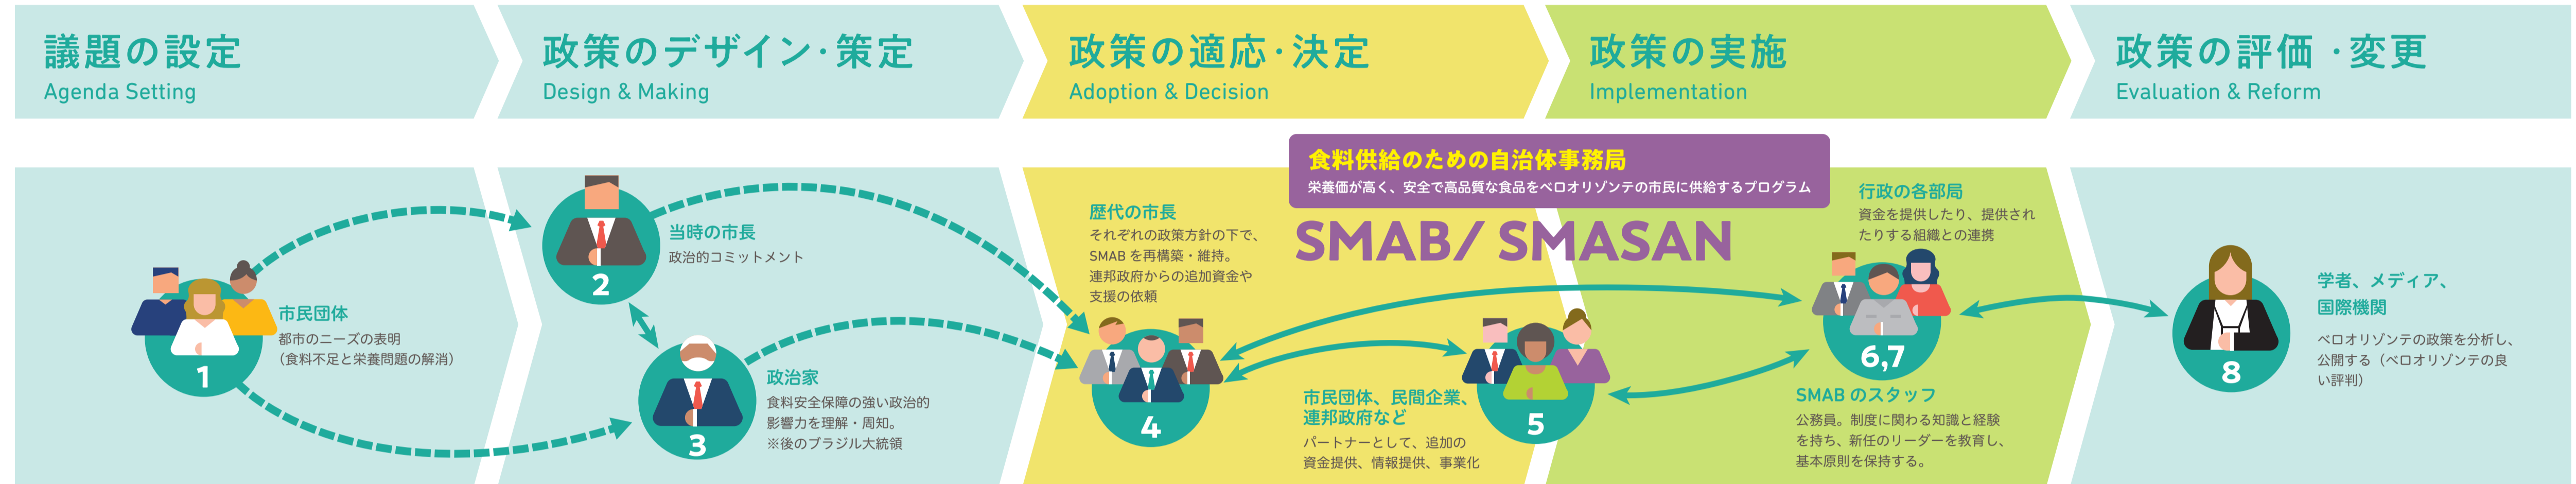 議題の設定
Agenda Setting
政策のデザイン・策定
Design & Making
政策の適応・決定
Adoption & Decision
政策の実施
Implementation
政策の評価・変更
Evaluation & Reform
市民団体
都市のニーズの表明
（食料不足と栄養問題の解消）
1
当時の市長
政治的コミットメント
2
政治家
食料安全保障の強い政治的
影響力を理解・周知。
※後のブラジル大統領
3
食料供給のための自治体事務局
栄養価が高く、安全で高品質な食品をベロオリゾンテの市民に供給するプログラム
SMAB/ SMASAN
歴代の市長
それぞれの政策方針の下で、
SMAB を再構築・維持。
連邦政府からの追加資金や
支援の依頼
4
市民団体、民間企業、
連邦政府など
パートナーとして、追加の
資金提供、情報提供、事業化
5
行政の各部局
資金を提供したり、提供され
たりする組織との連携
6,7
SMAB のスタッフ
公務員。制度に関わる知識と経験
を持ち、新任のリーダーを教育し、
基本原則を保持する。
8
学者、メディア、
国際機関
ベロオリゾンテの政策を分析し、
公開する（ベロオリゾンテの良
い評判）